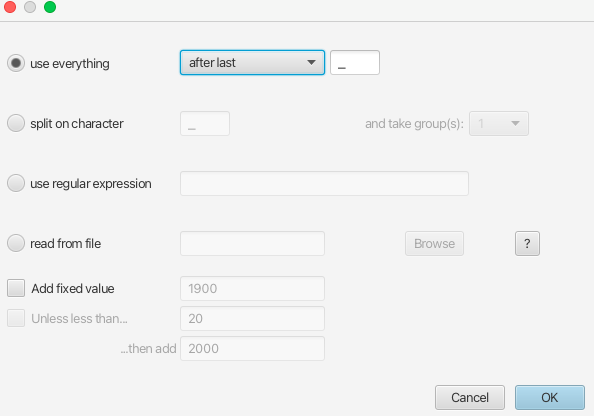 use everything after last _
split on character _ and take group(s): 1
use regular expression
read from file Browse ?
Add fixed value 1900
Unless less than... 20
...then add 2000
Cancel OK